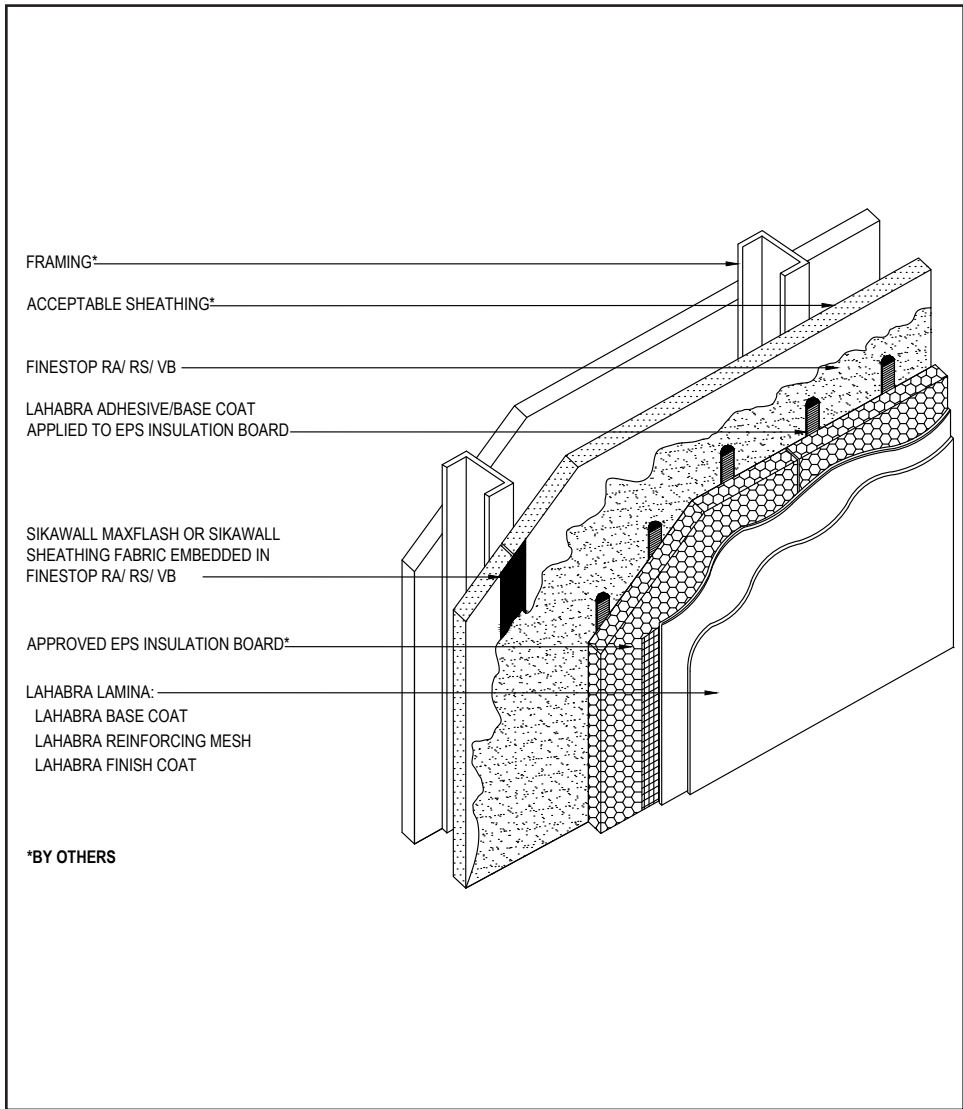 FRAMING*
ACCEPTABLE SHEATHING*
FINESTOP RA/ RS/ VB
LAHABRA ADHESIVE/BASE COAT
APPLIED TO EPS INSULATION BOARD
SIKAWALL MAXFLASH OR SIKAWALL
SHEATHING FABRIC EMBEDDED IN
FINESTOP RA/ RS/ VB
APPROVED EPS INSULATION BOARD*
LAHABRA LAMINA:
LAHABRA BASE COAT
LAHABRA REINFORCING MESH
LAHABRA FINISH COAT
*BY OTHERS